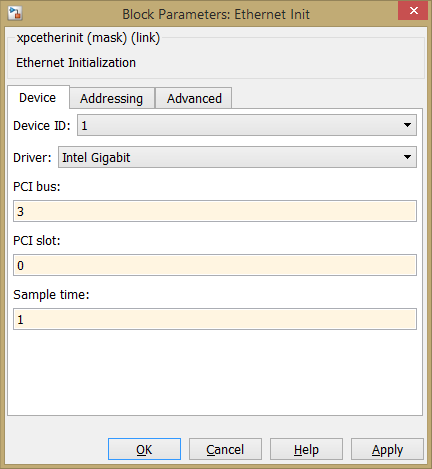 Block Parameters: Ethernet Init
xpcetherinit (mask) (link)
Ethernet Initialization
Device Addressing Advanced
Device ID: 1
Driver: Intel Gigabit
PCI bus:
3
PCI slot:
0
Sample time:
1
OK Cancel Help Apply